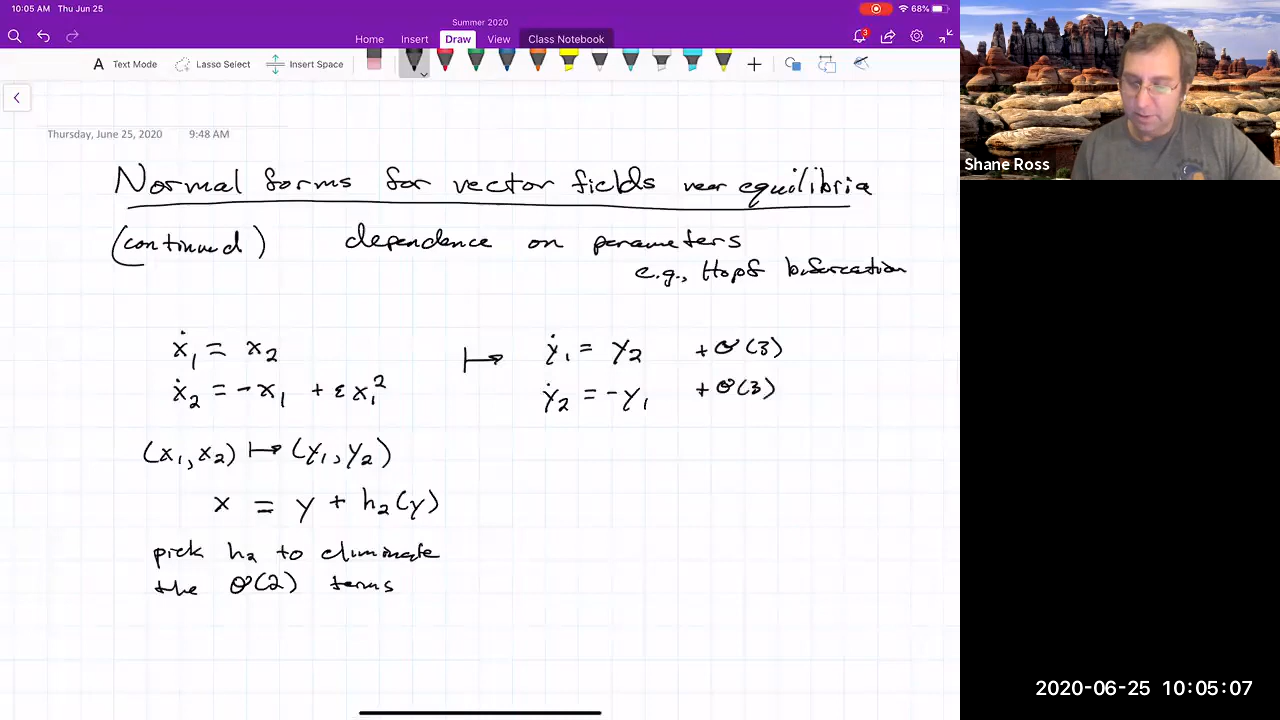 10:05 AM Thu Jun 25
68%
Summer 2020
Home Insert Draw View Class Notebook
3
Text Mode Lasso Select Insert Space
Thursday, June 25, 2020 9:48 AM
Normal forms for vector fields near equilibria
(continued) dependence on parameters
e.g., Hopf bifurcation
ẋ₁ = x₂ ↦ ẏ₁ = y₂ + O(3)
ẋ₂ = -x₁ + εx₁² ẏ₂ = -y₁ + O(3)
(x₁, x₂) ↦ (y₁, y₂)
x = y + h₂(y)
pick h₂ to eliminate
the O(2) terms
Shane Ross
2020-06-25 10:05:07